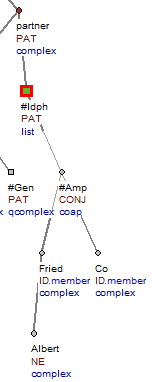 partner
PAT
complex
#Idph
PAT
list
#Gen
PAT
qcomplex
#Amp
CONJ
coap
Fried
ID.member
complex
Co
ID.member
complex
Albert
NE
complex